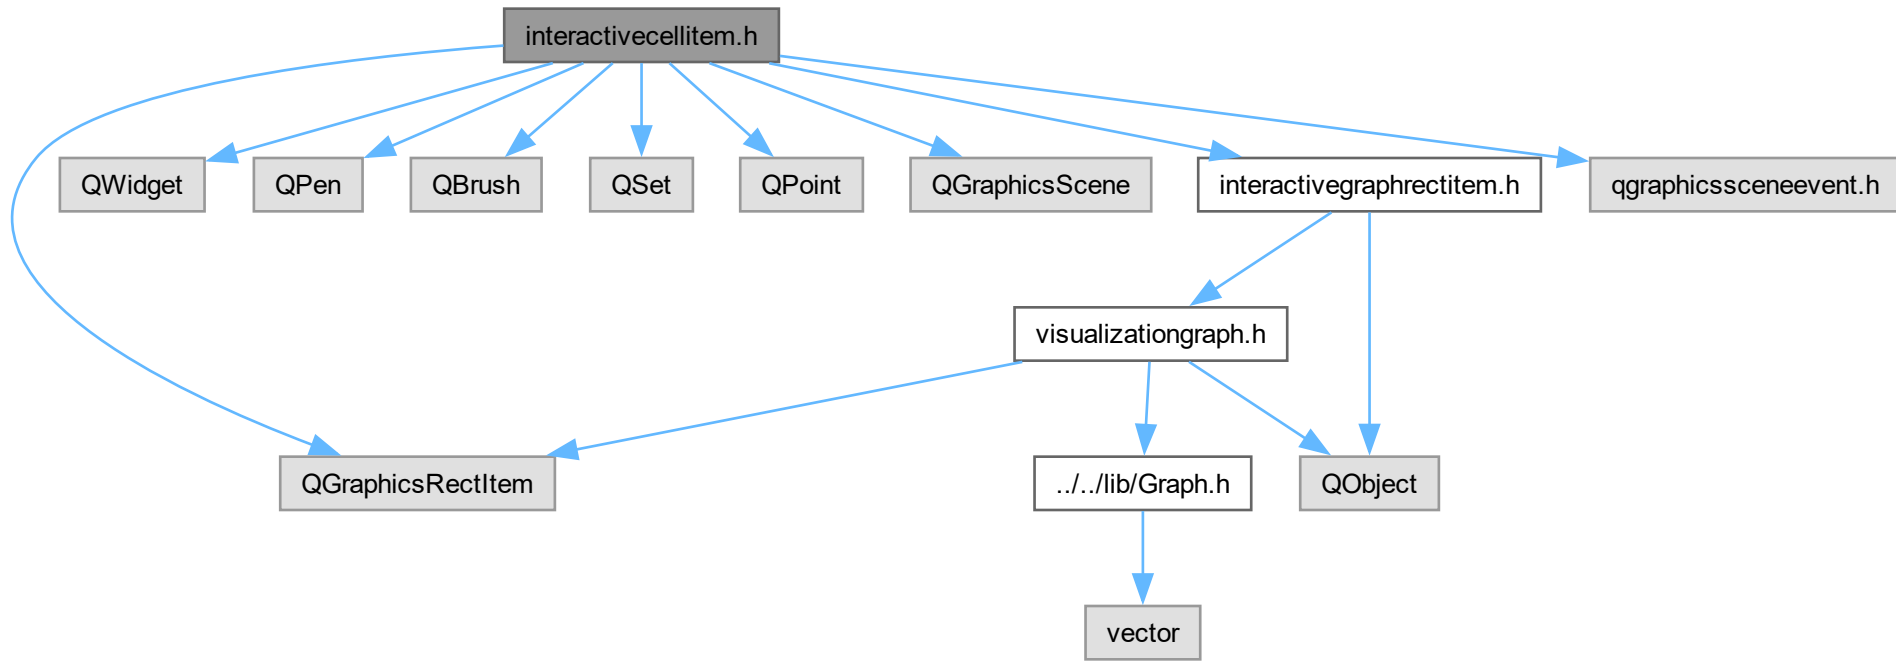 interactivecellitem.h
QWidget
QPen
QBrush
QSet
QPoint
QGraphicsScene
interactivegraphrectitem.h
qgraphicssceneevent.h
visualizationgraph.h
QGraphicsRectItem
../../lib/Graph.h
QObject
vector